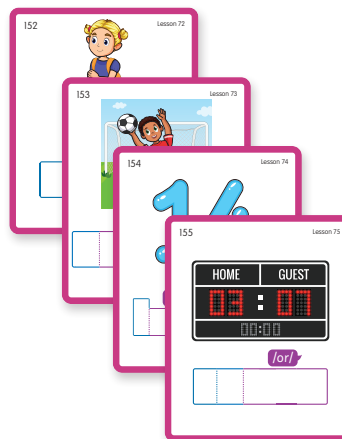 152 Lesson 72
153 Lesson 73
154 Lesson 74
155 Lesson 75
HOME GUEST
03:07
00:00
/or/